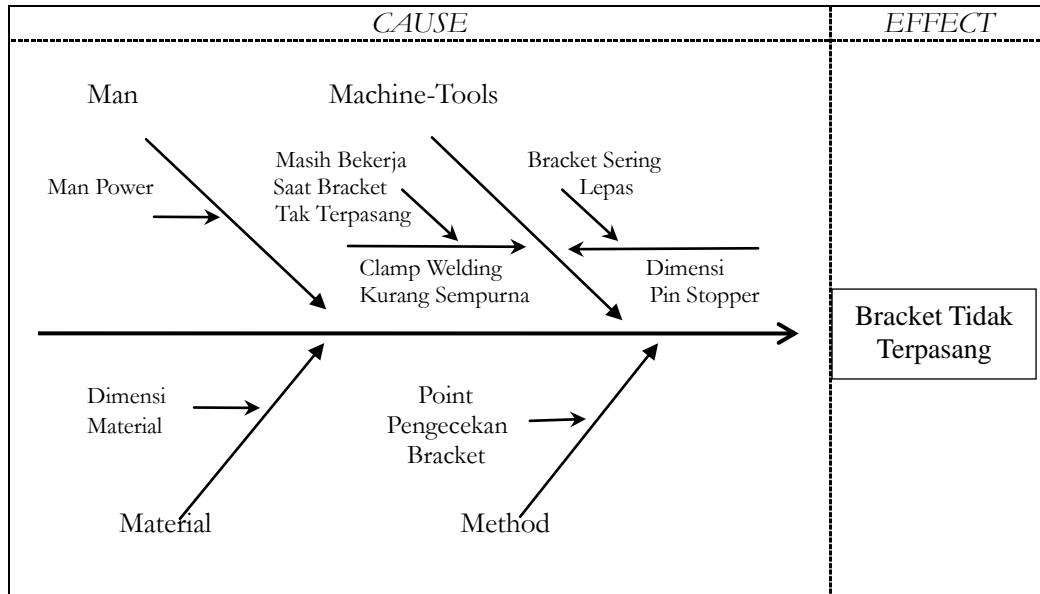 CAUSE
EFFECT
Man
Machine-Tools
Man Power
Masih Bekerja
Saat Bracket
Tak Terpasang
Bracket Sering
Lepas
Clamp Welding
Kurang Sempurna
Dimensi
Pin Stopper
Bracket Tidak
Terpasang
Dimensi
Material
Point
Pengecekan
Bracket
Material
Method